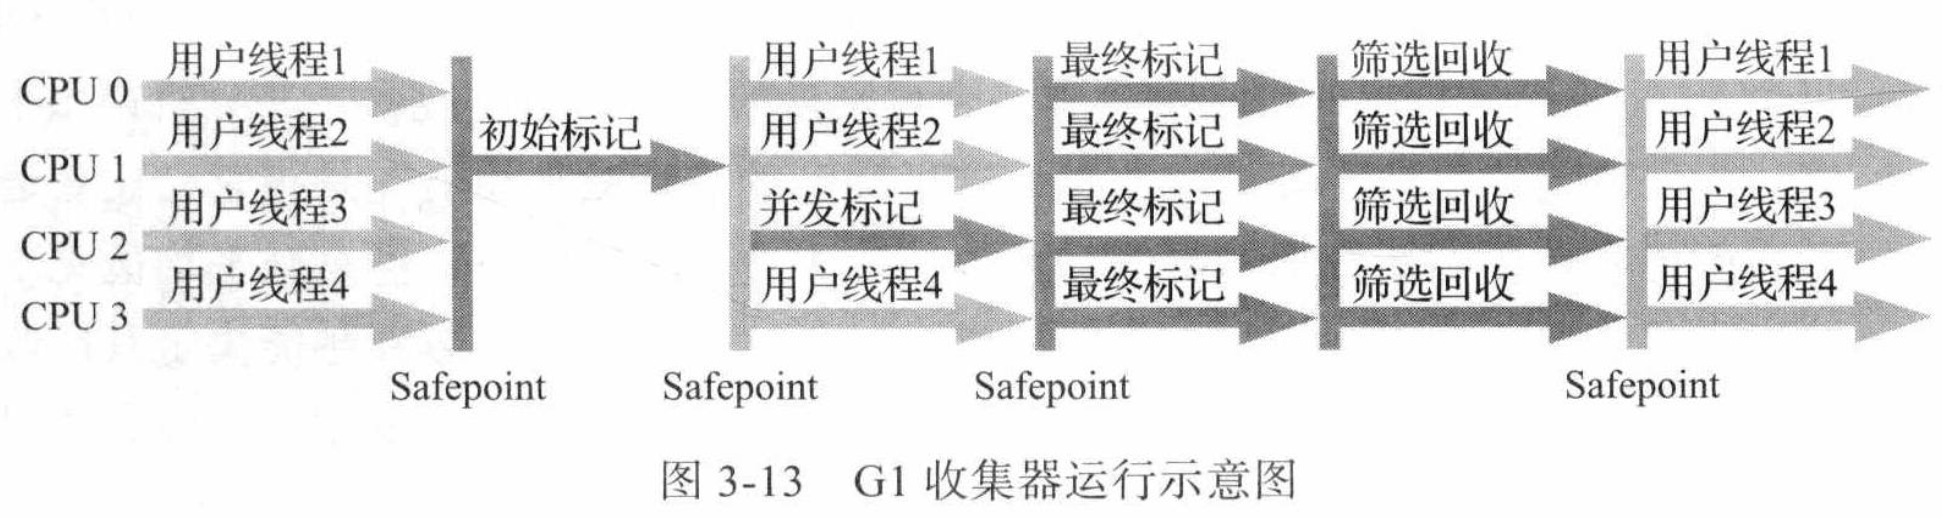 用户线程1 用户线程1 最终标记 筛选回收 用户线程1
CPU 0
用户线程2 初始标记 用户线程2 最终标记 筛选回收 用户线程2
CPU 1
用户线程3 并发标记 最终标记 筛选回收 用户线程3
CPU 2
用户线程4 用户线程4 最终标记 筛选回收 用户线程4
CPU 3
Safepoint Safepoint Safepoint Safepoint
图 3-13 G1 收集器运行示意图